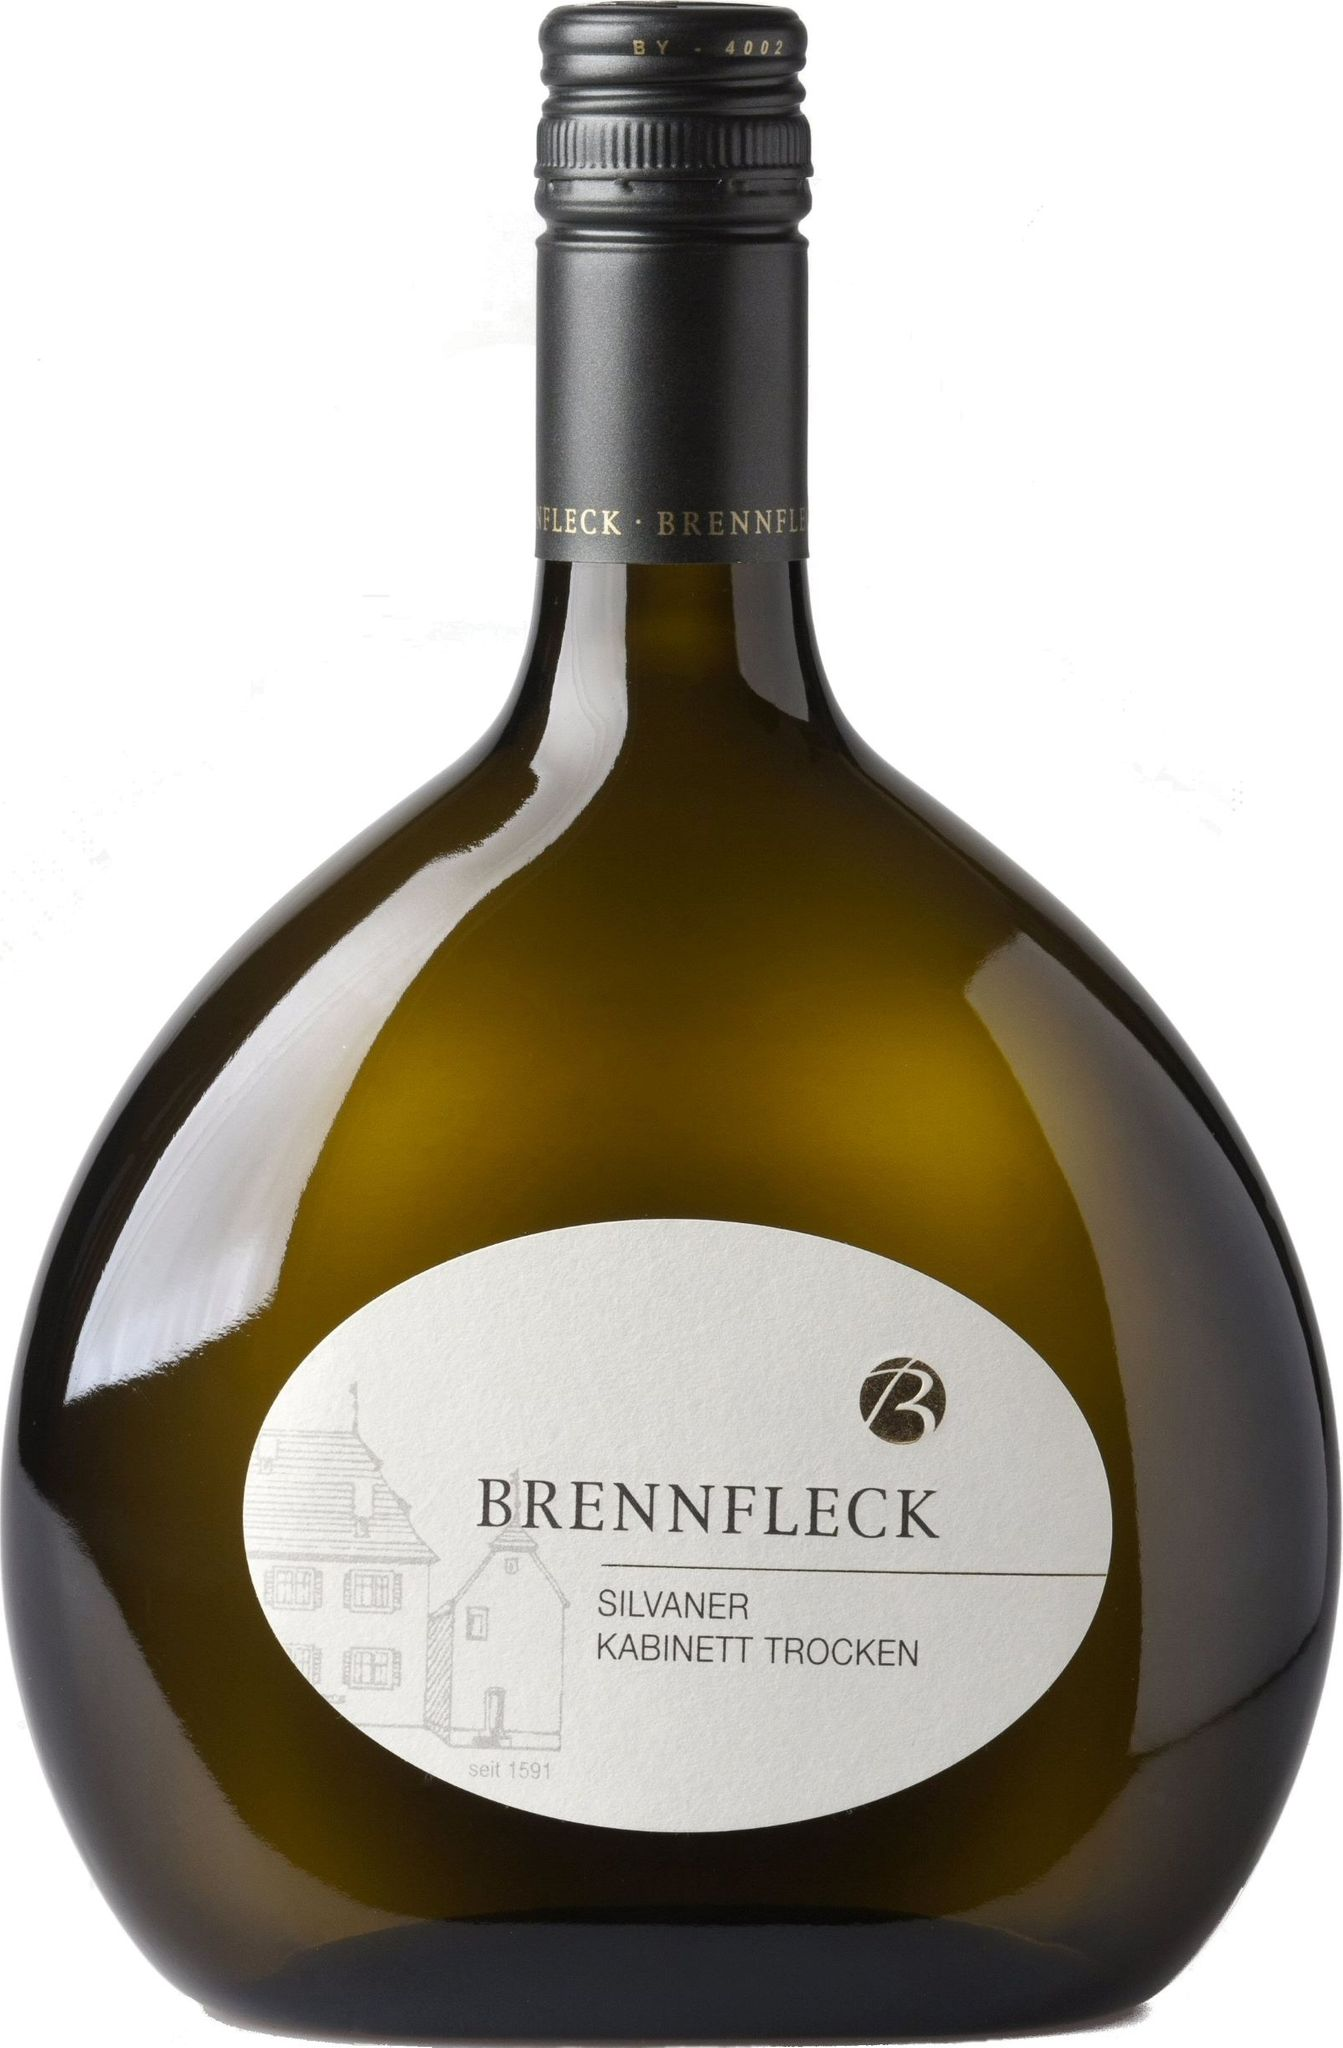 BY - 4002
NFLECK · BRENNFLE
B
BRENNFLECK
SILVANER
KABINETT TROCKEN
seit 1591